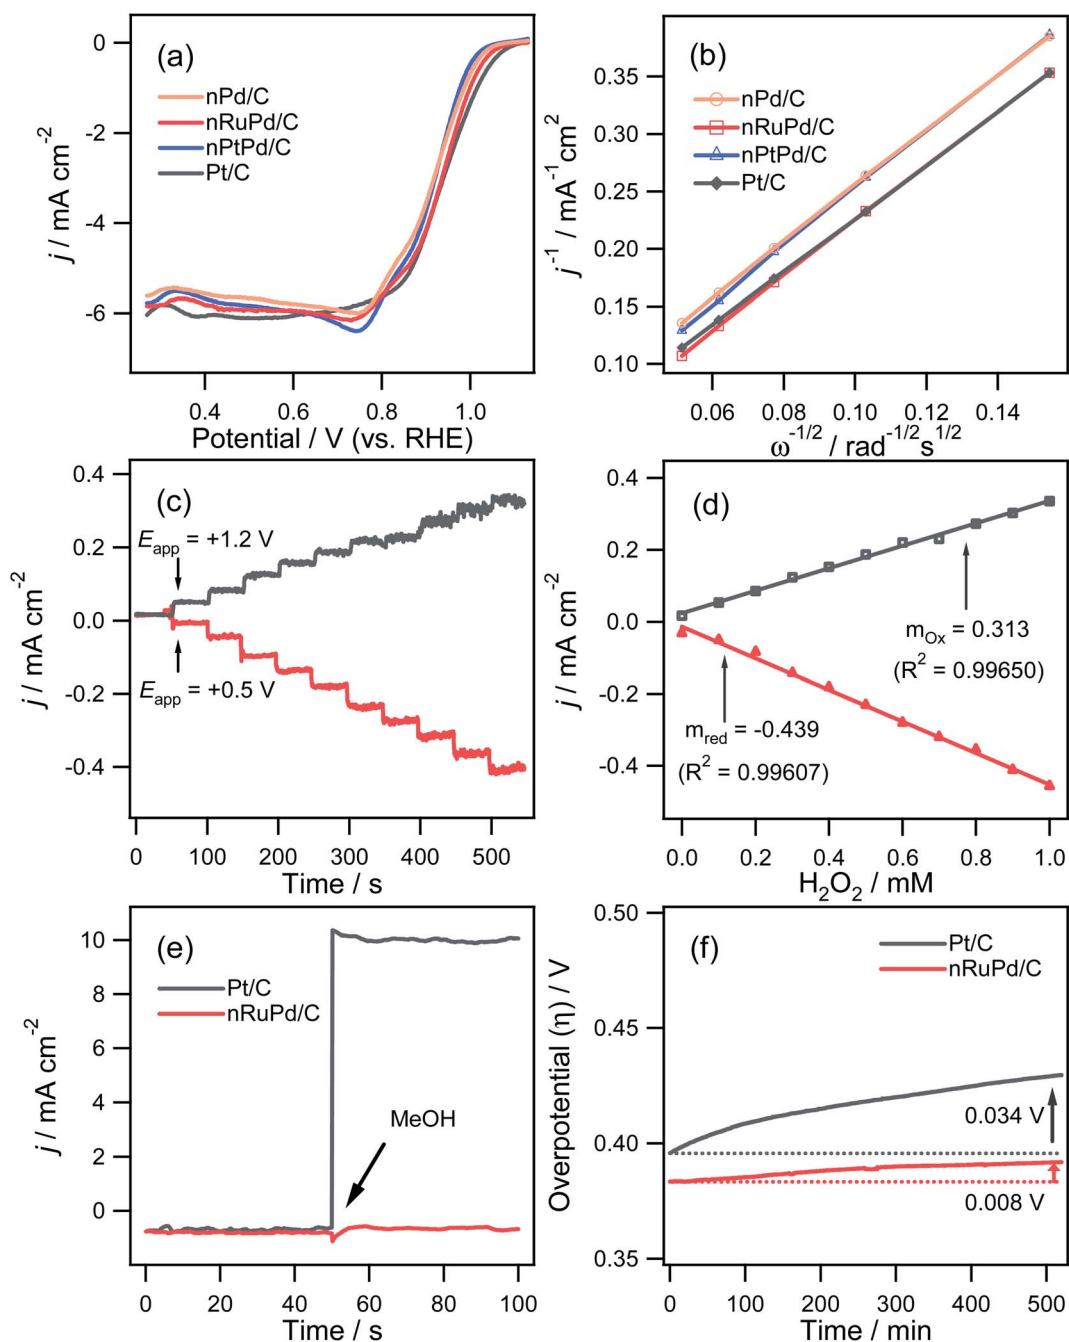 (a)
nPd/C
nRuPd/C
nPtPd/C
Pt/C
0
-2
-4
-6
j / mA cm⁻²
0.4 0.6 0.8 1.0
Potential / V (vs. RHE)
(b)
nPd/C
nRuPd/C
nPtPd/C
Pt/C
0.35
0.30
0.25
0.20
0.15
0.10
j⁻¹ / mA⁻¹cm²
0.06 0.08 0.10 0.12 0.14
ω⁻¹/² / rad⁻¹/²s¹/²
(c)
0.4
0.2
0.0
-0.2
-0.4
j / mA cm⁻²
E_app = +1.2 V
E_app = +0.5 V
0 100 200 300 400 500
Time / s
(d)
0.4
0.2
0.0
-0.2
-0.4
j / mA cm⁻²
m_Ox = 0.313
(R² = 0.99650)
m_red = -0.439
(R² = 0.99607)
0.0 0.2 0.4 0.6 0.8 1.0
H₂O₂ / mM
(e)
Pt/C
nRuPd/C
10
8
6
4
2
0
j / mA cm⁻²
MeOH
0 20 40 60 80 100
Time / s
(f)
Pt/C
nRuPd/C
0.50
0.45
0.40
0.35
Overpotential (η) / V
0.034 V
0.008 V
0 100 200 300 400 500
Time / min